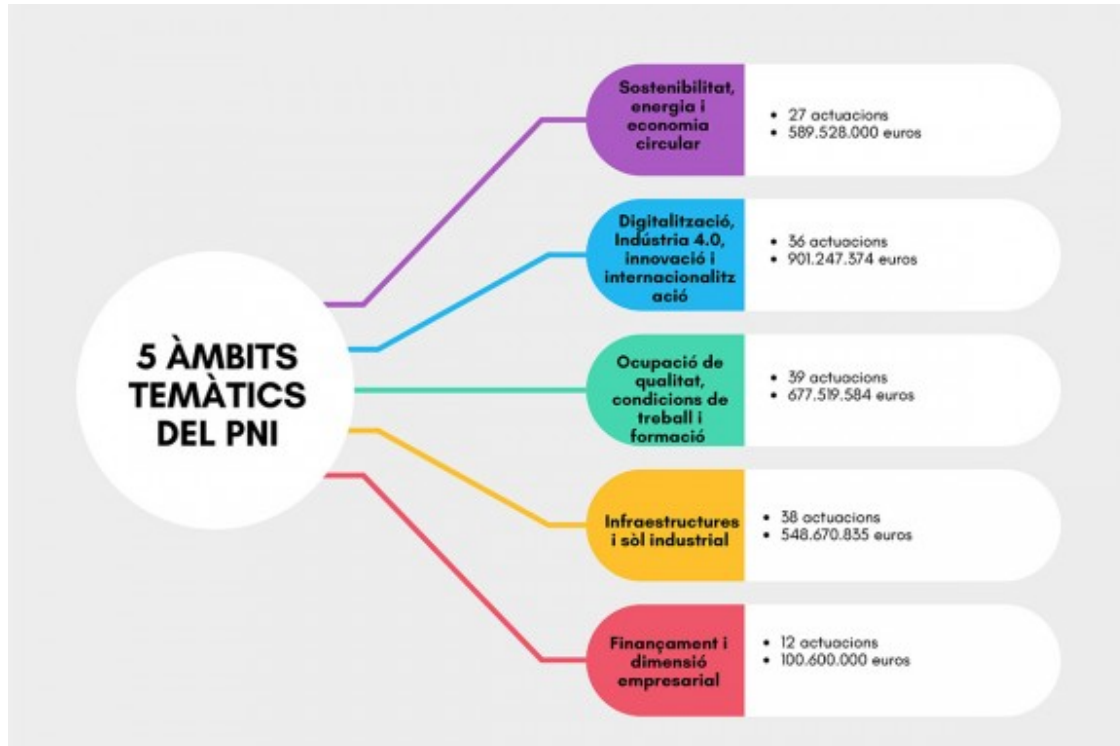 5 ÀMBITS
TEMÀTICS
DEL PNI
Sostenibilitat,
energia i
economia
circular
• 27 actuacions
• 589.528.000 euros
Digitalització,
Indústria 4.0,
innovació i
internacionalitz
ació
• 36 actuacions
• 901.247.374 euros
Ocupació de
qualitat,
condicions de
treball i
formació
• 39 actuacions
• 677.519.584 euros
Infraestructures
i sòl industrial
• 38 actuacions
• 548.670.835 euros
Finançament i
dimensió
empresarial
• 12 actuacions
• 100.600.000 euros